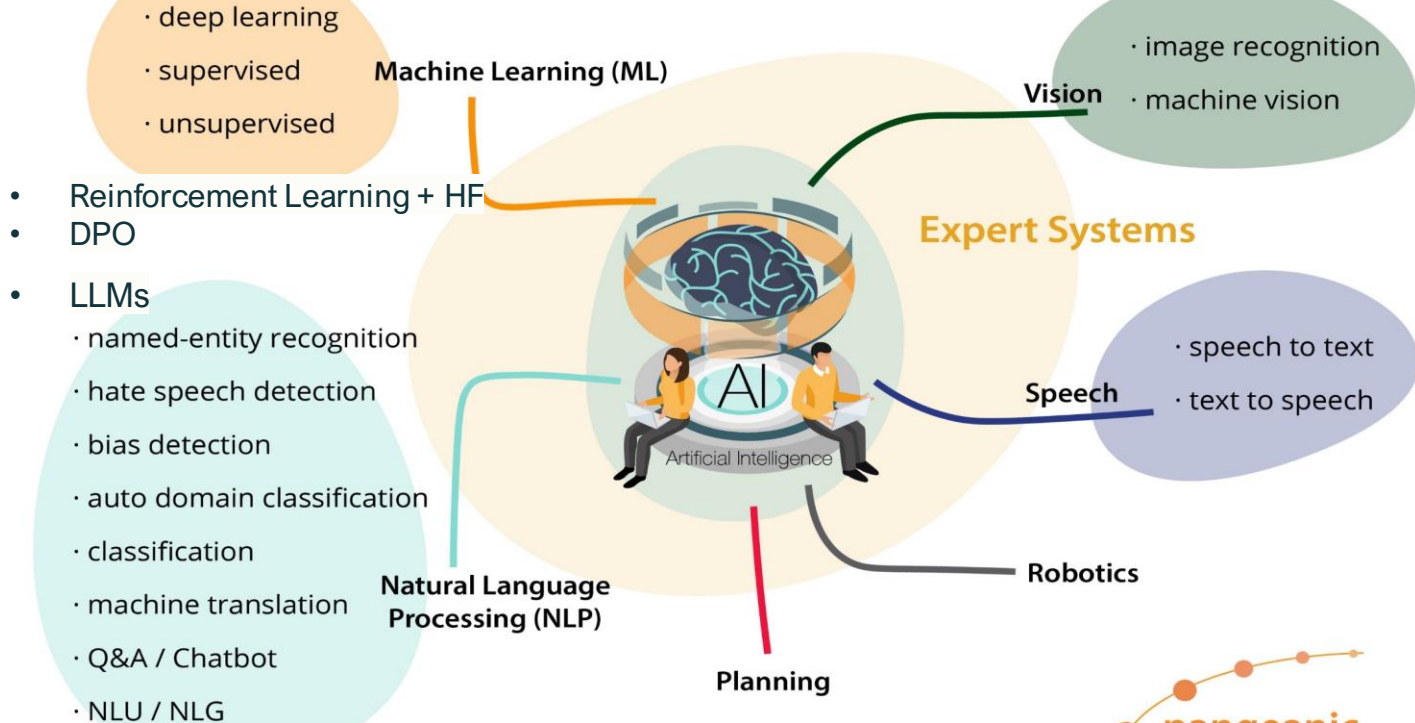 · deep learning
· supervised
· unsupervised
Machine Learning (ML)
• Reinforcement Learning + HF
• DPO
• LLMs
· named-entity recognition
· hate speech detection
· bias detection
· auto domain classification
· classification
· machine translation
· Q&A / Chatbot
· NLU / NLG
Natural Language
Processing (NLP)
AI
Artificial Intelligence
Vision
· image recognition
· machine vision
Expert Systems
Speech
· speech to text
· text to speech
Robotics
Planning
pangeanic